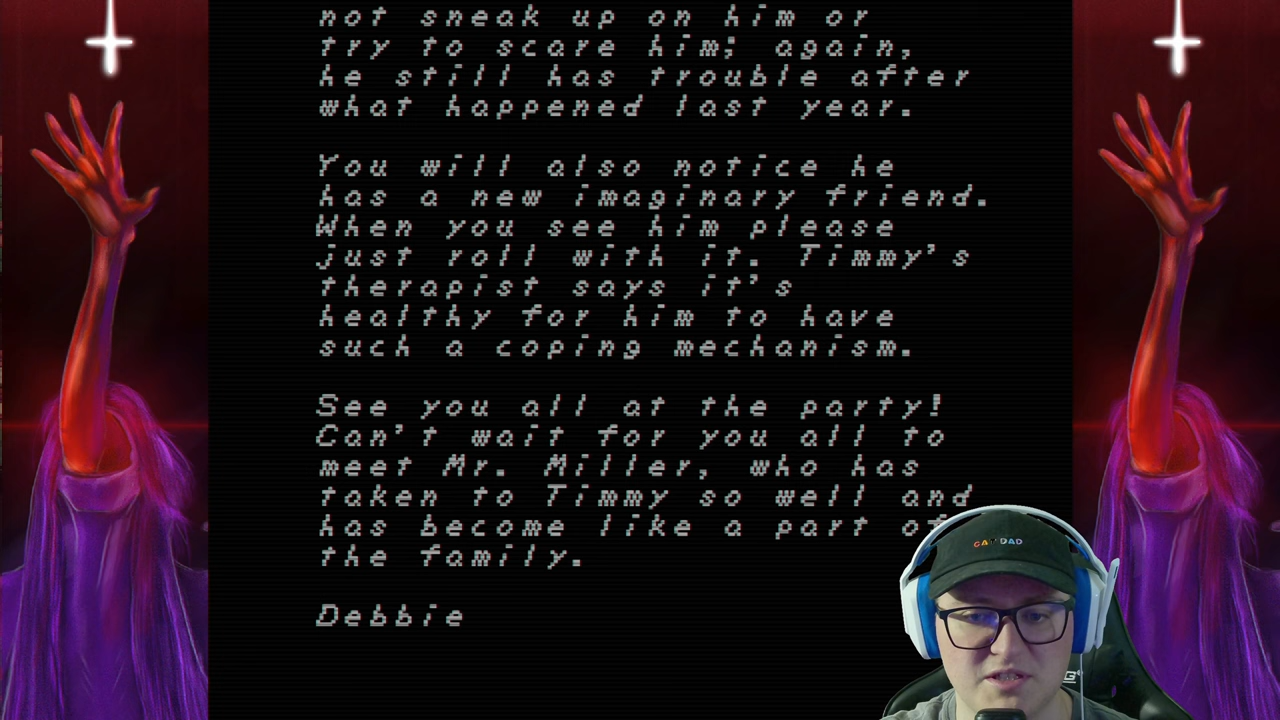 not sneak up on him or
try to scare him; again,
he still has trouble after
what happened last year.
You will also notice he
has a new imaginary friend.
When you see him please
just roll with it. Timmy's
therapist says it's
healthy for him to have
such a coping mechanism.
See you all at the party!
Can't wait for you all to
meet Mr. Miller, who has
taken to Timmy so well and
has become like a part of
the family.
Debbie
CAT DAD